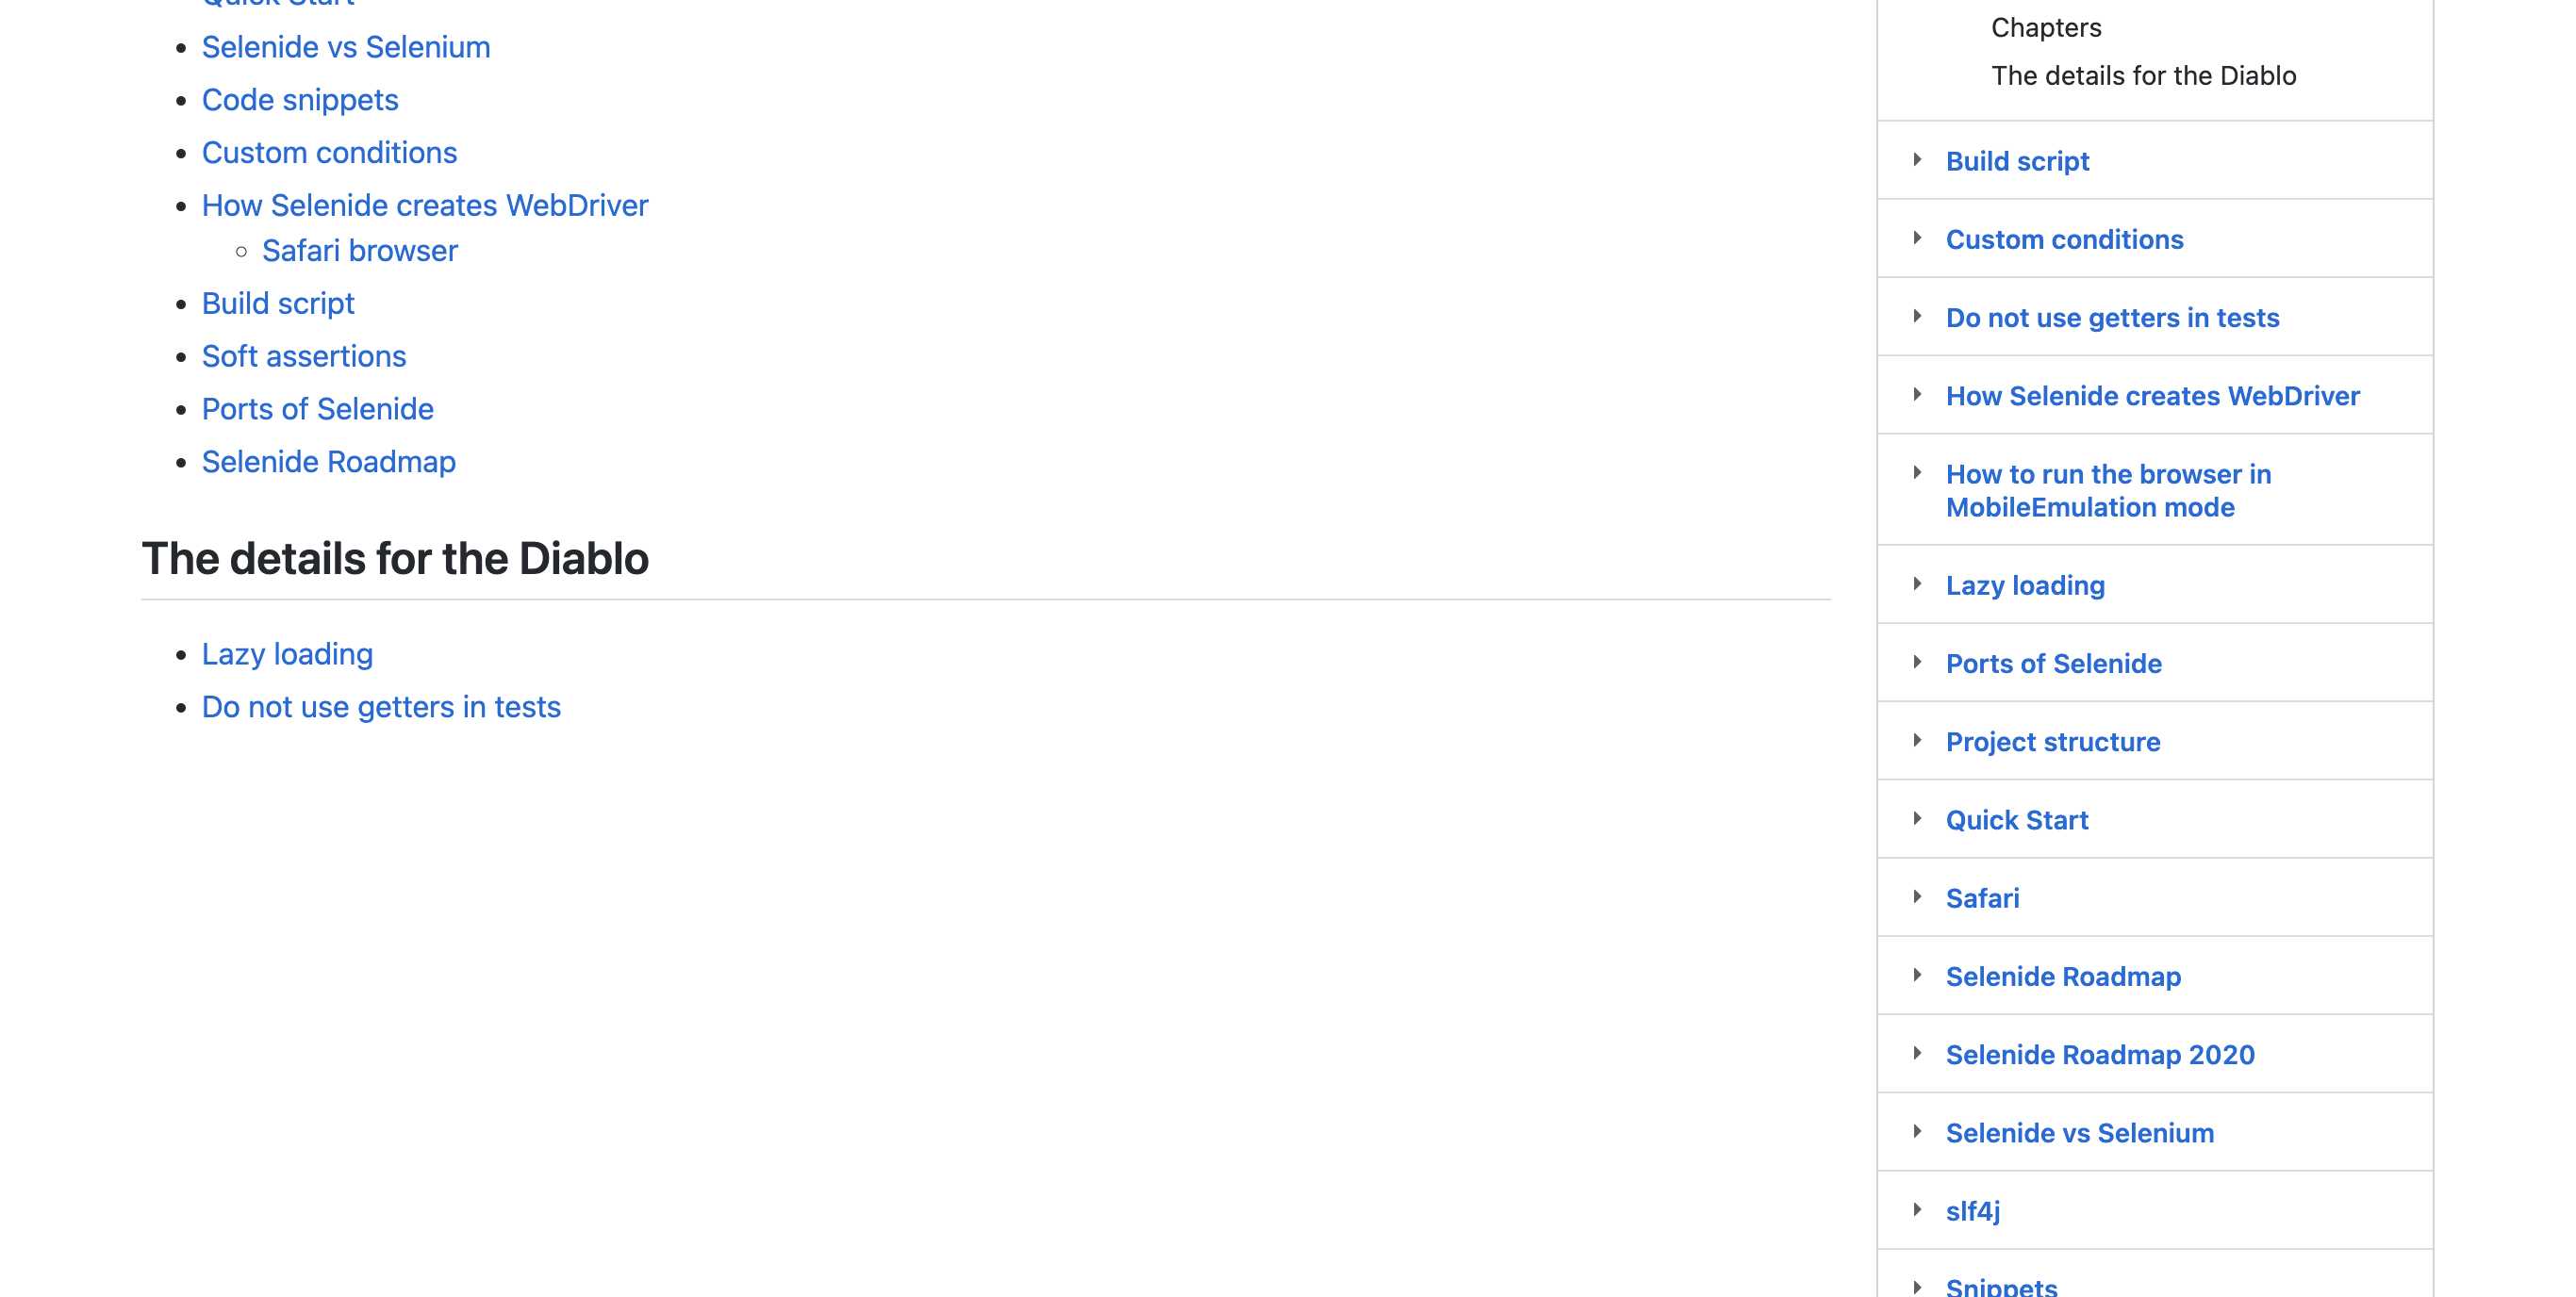 Quick Start
Selenide vs Selenium
Code snippets
Custom conditions
How Selenide creates WebDriver
Safari browser
Build script
Soft assertions
Ports of Selenide
Selenide Roadmap
The details for the Diablo
Lazy loading
Do not use getters in tests
Chapters
The details for the Diablo
Build script
Custom conditions
Do not use getters in tests
How Selenide creates WebDriver
How to run the browser in
MobileEmulation mode
Lazy loading
Ports of Selenide
Project structure
Quick Start
Safari
Selenide Roadmap
Selenide Roadmap 2020
Selenide vs Selenium
slf4j
Snippets